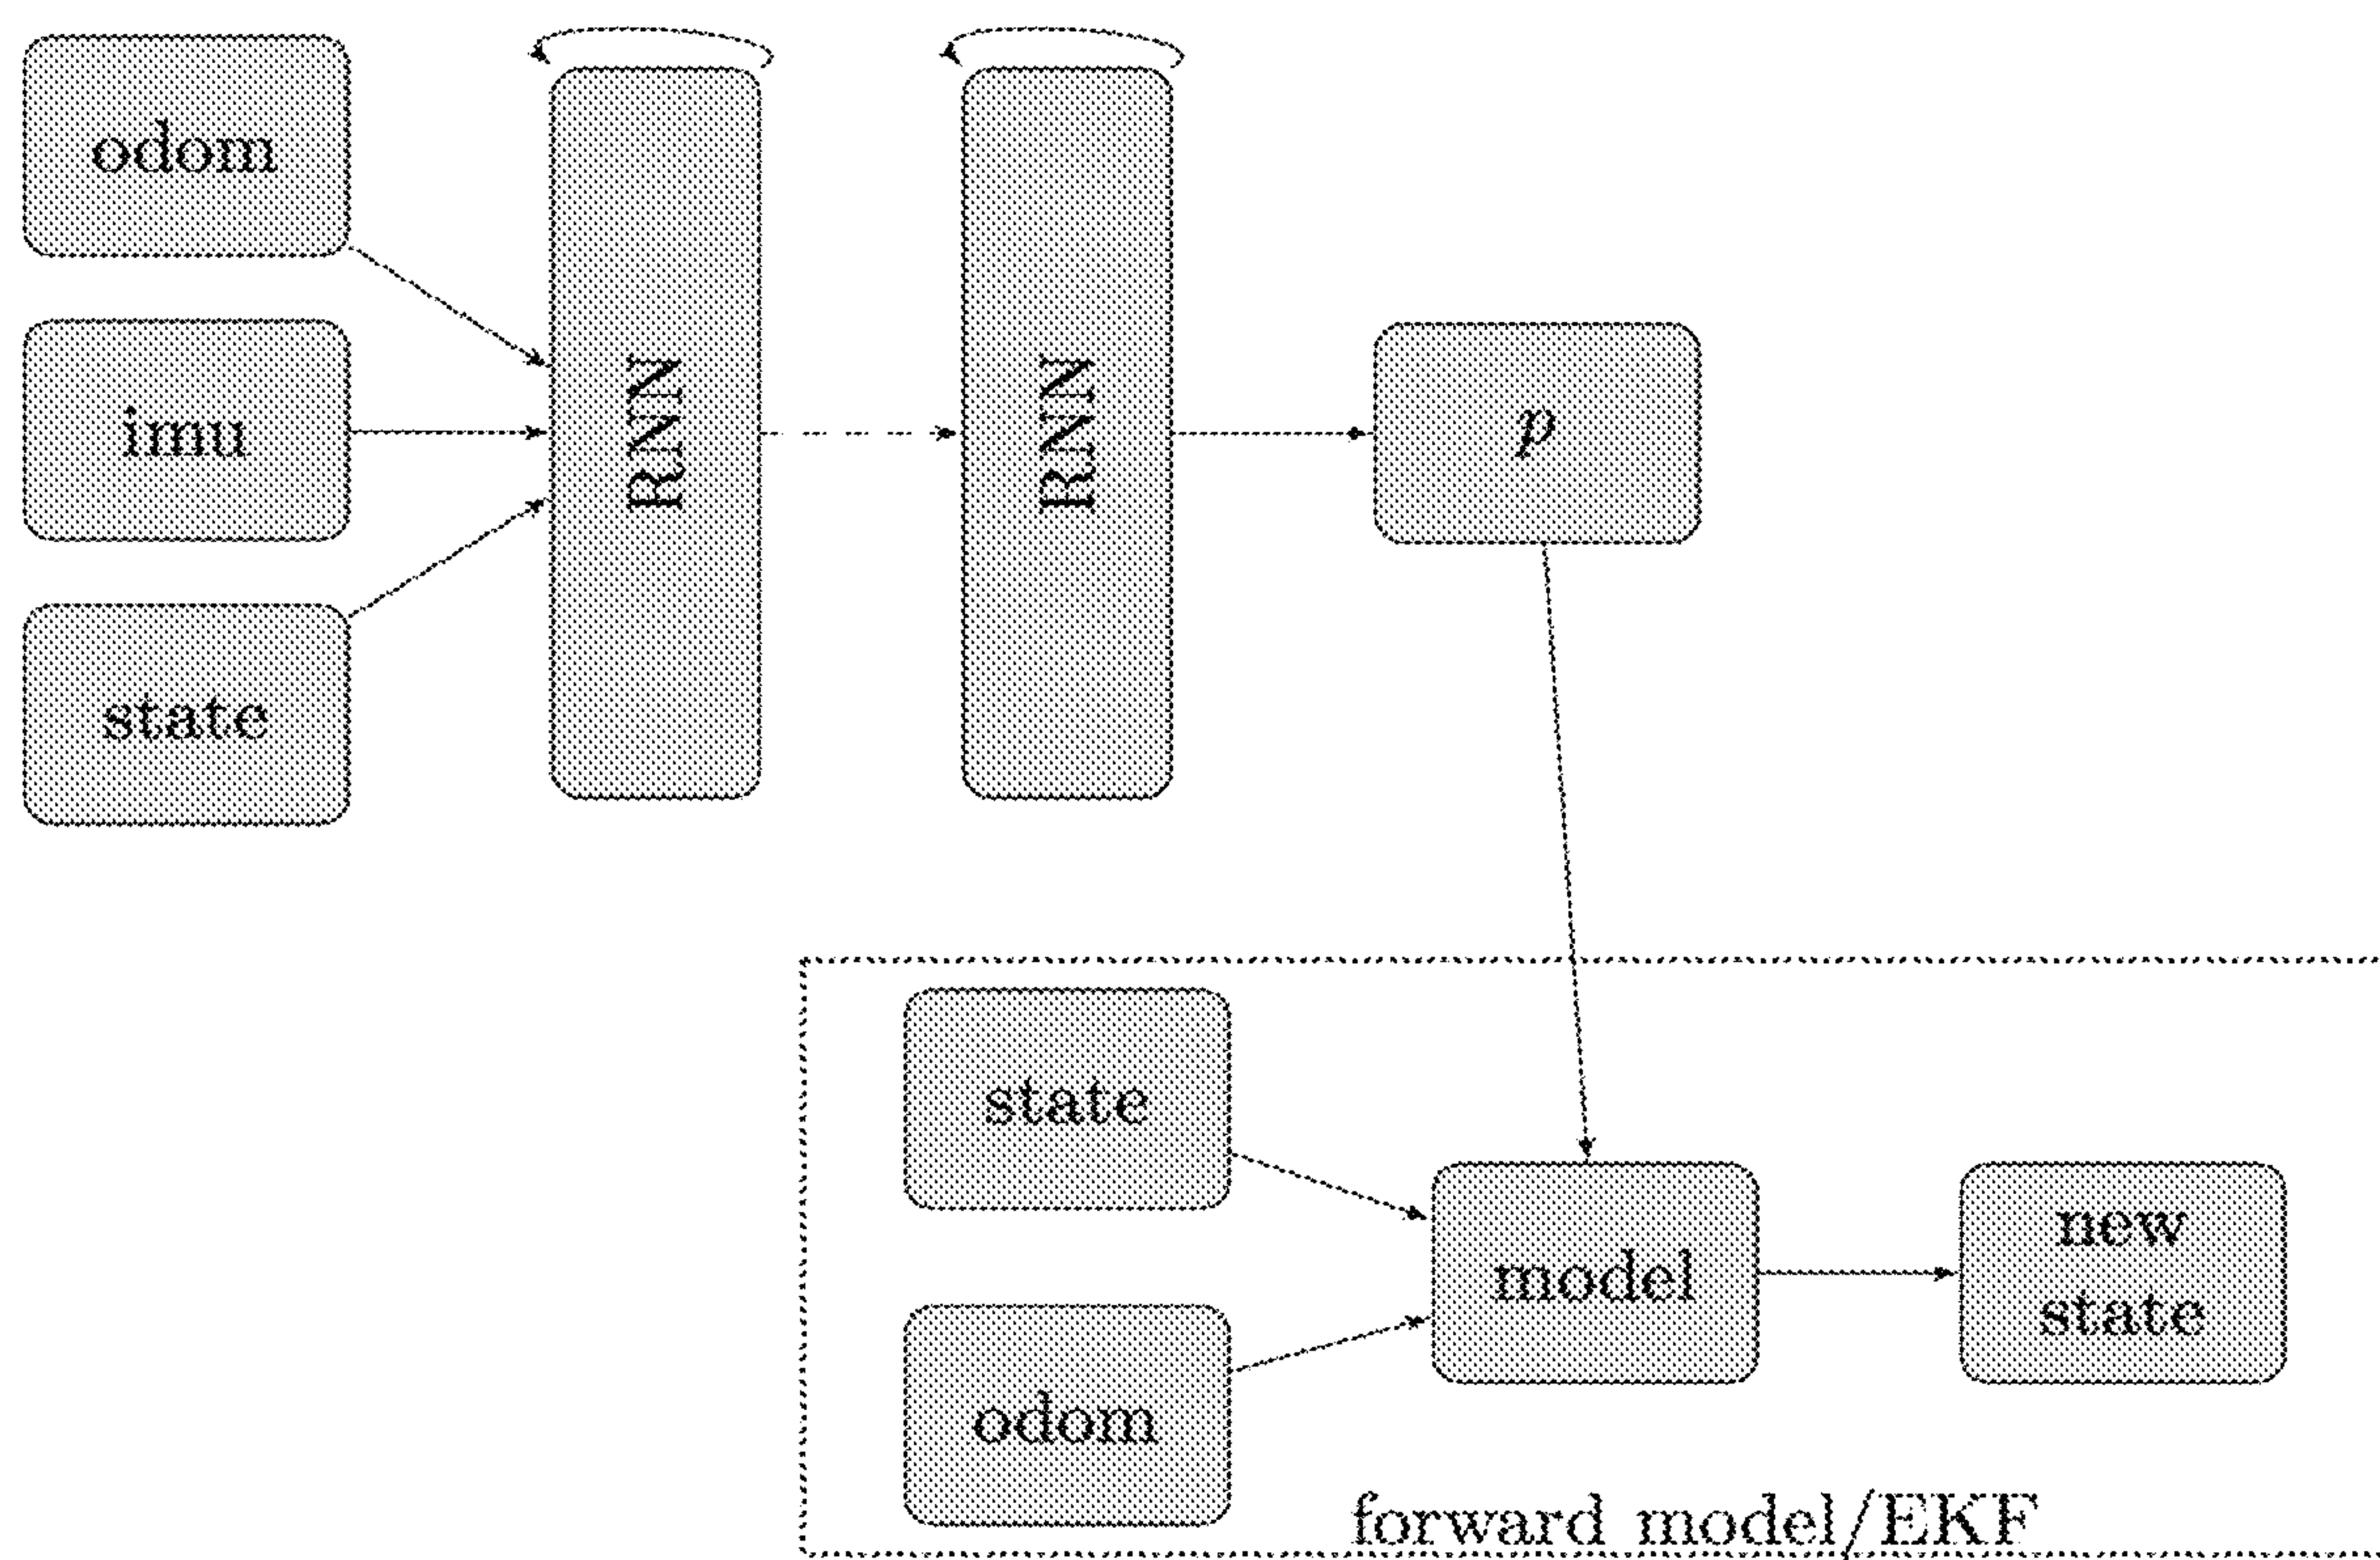 odom
imu
state
RNN
RNN
p
state
odom
model
new
state
forward model/EKF